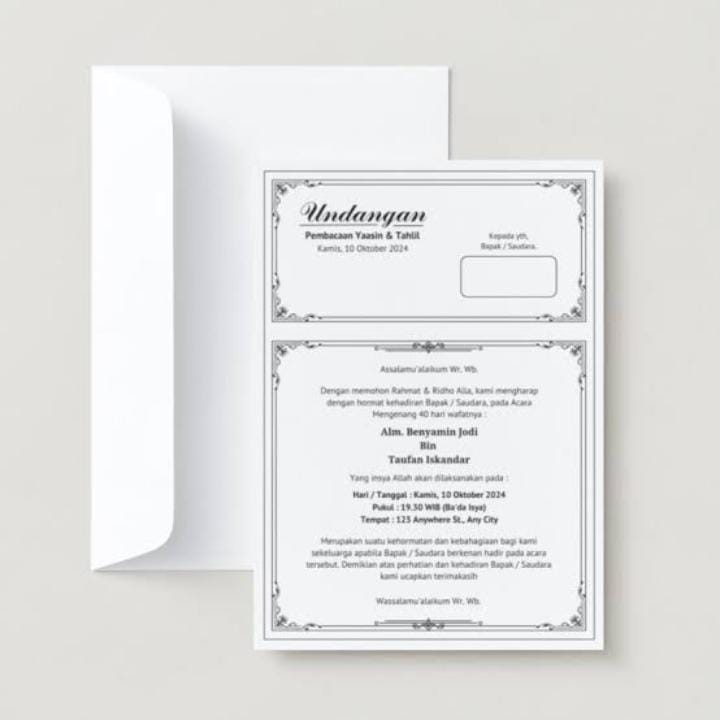 Undangan
Pembacaan Yaasin & Tahlil
Kamis, 10 Oktober 2024
Kepada yth,
Bapak / Saudara.
Assalamu'alaikum Wr. Wb.
Dengan memohon Rahmat & Ridho Alla, kami mengharap
dengan hormat kehadiran Bapak / Saudara, pada Acara
Mengenang 40 hari wafatnya :
Alm. Benyamin Jodi
Bin
Taufan Iskandar
Yang insya Allah akan dilaksanakan pada :
Hari / Tanggal : Kamis, 10 Oktober 2024
Pukul : 19.30 WIB (Ba'da Isya)
Tempat : 123 Anywhere St., Any City
Merupakan suatu kehormatan dan kebahagiaan bagi kami
sekeluarga apabila Bapak / Saudara berkenan hadir pada acara
tersebut. Demikian atas perhatian dan kehadiran Bapak / Saudara
kami ucapkan terimakasih
Wassalamu'alaikum Wr. Wb.